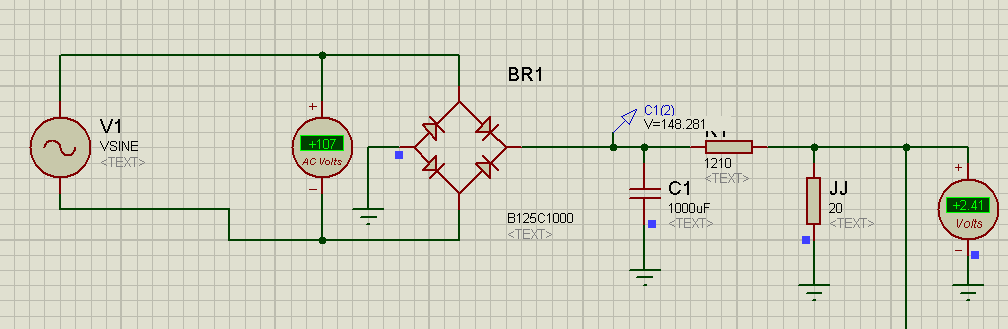 BR1
C1(2)
V=148.281
V1
VSINE
<TEXT>
+
+107
AC Volts
−
1210
<TEXT>
+
C1
1000uF
<TEXT>
JJ
20
<TEXT>
+2.41
Volts
−
B125C1000
<TEXT>